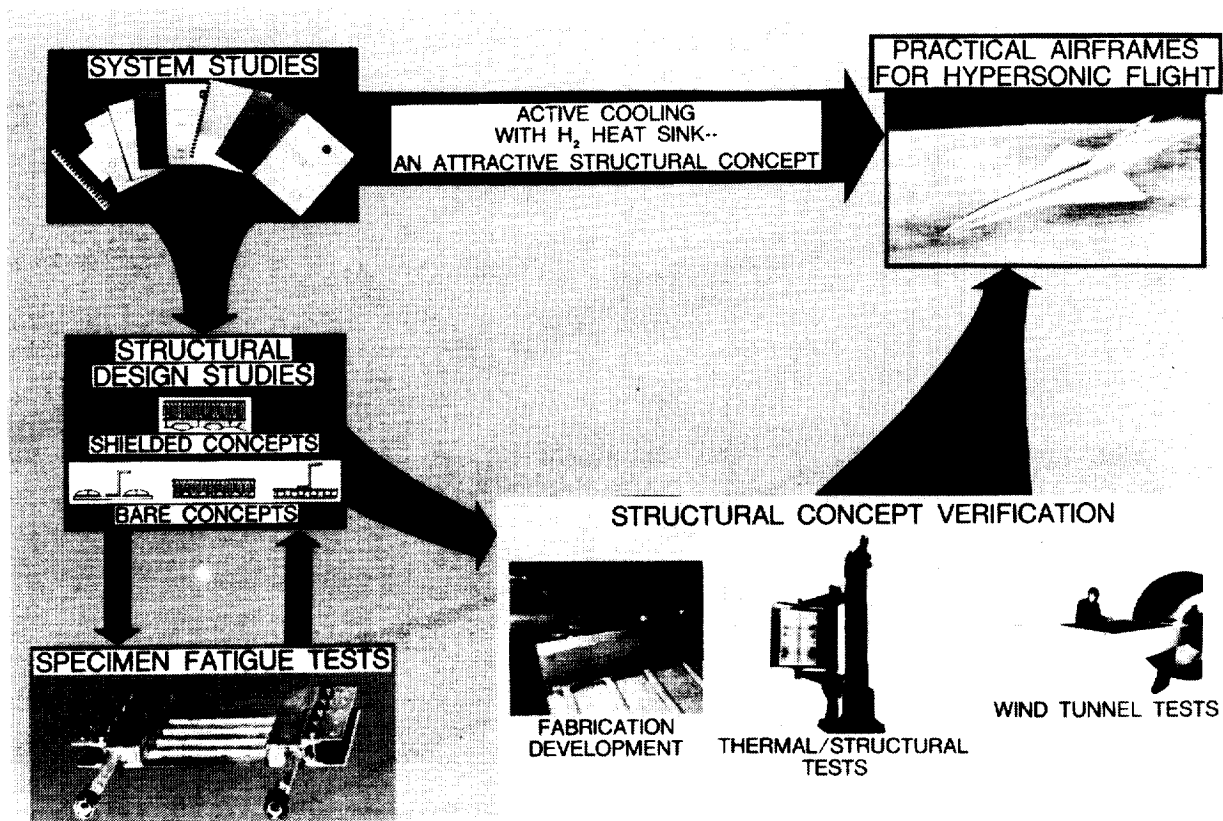 SYSTEM STUDIES
ACTIVE COOLING
WITH H₂ HEAT SINK--
AN ATTRACTIVE STRUCTURAL CONCEPT
PRACTICAL AIRFRAMES
FOR HYPERSONIC FLIGHT
STRUCTURAL
DESIGN STUDIES
SHIELDED CONCEPTS
BARE CONCEPTS
SPECIMEN FATIGUE TESTS
STRUCTURAL CONCEPT VERIFICATION
FABRICATION
DEVELOPMENT
THERMAL/STRUCTURAL
TESTS
WIND TUNNEL TESTS